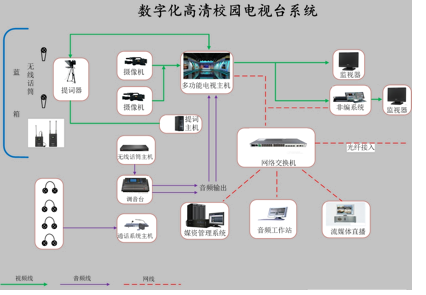 数字化高清校园电视台系统
蓝箱
无线话筒
提词器
摄像机
摄像机
多功能电视主机
监视器
非编系统
监视器
提词
主机
无线话筒主机
调音台
音频输出
网络交换机
光纤接入
通话系统主机
媒资管理系统
音频工作站
流媒体直播
视频线
音频线
网线